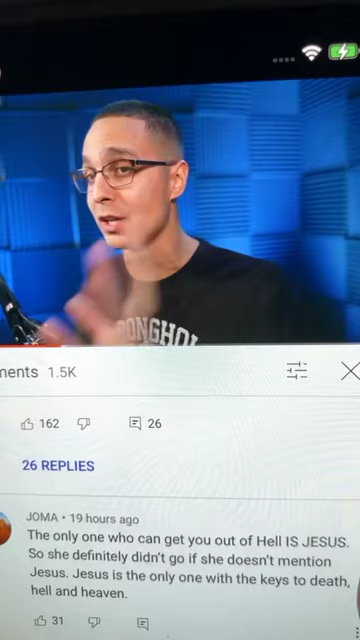 ments 1.5K
162
26
26 REPLIES
JOMA • 19 hours ago
The only one who can get you out of Hell IS JESUS.
So she definitely didn't go if she doesn't mention
Jesus. Jesus is the only one with the keys to death,
hell and heaven.
31